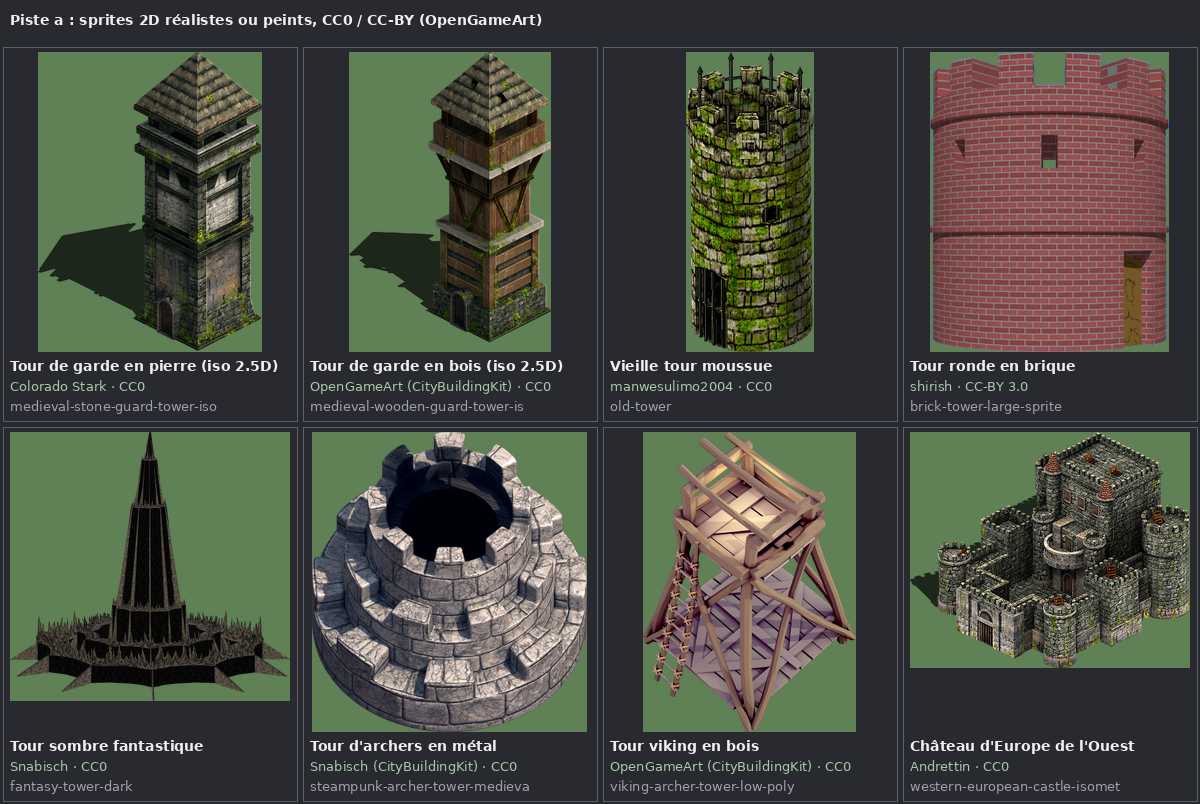 Piste a : sprites 2D réalistes ou peints, CC0 / CC-BY (OpenGameArt)
Tour de garde en pierre (iso 2.5D)
Colorado Stark · CC0
medieval-stone-guard-tower-iso
Tour de garde en bois (iso 2.5D)
OpenGameArt (CityBuildingKit) · CC0
medieval-wooden-guard-tower-is
Vieille tour moussue
manwesulimo2004 · CC0
old-tower
Tour ronde en brique
shirish · CC-BY 3.0
brick-tower-large-sprite
Tour sombre fantastique
Snabisch · CC0
fantasy-tower-dark
Tour d'archers en métal
Snabisch (CityBuildingKit) · CC0
steampunk-archer-tower-medieva
Tour viking en bois
OpenGameArt (CityBuildingKit) · CC0
viking-archer-tower-low-poly
Château d'Europe de l'Ouest
Andrettin · CC0
western-european-castle-isomet